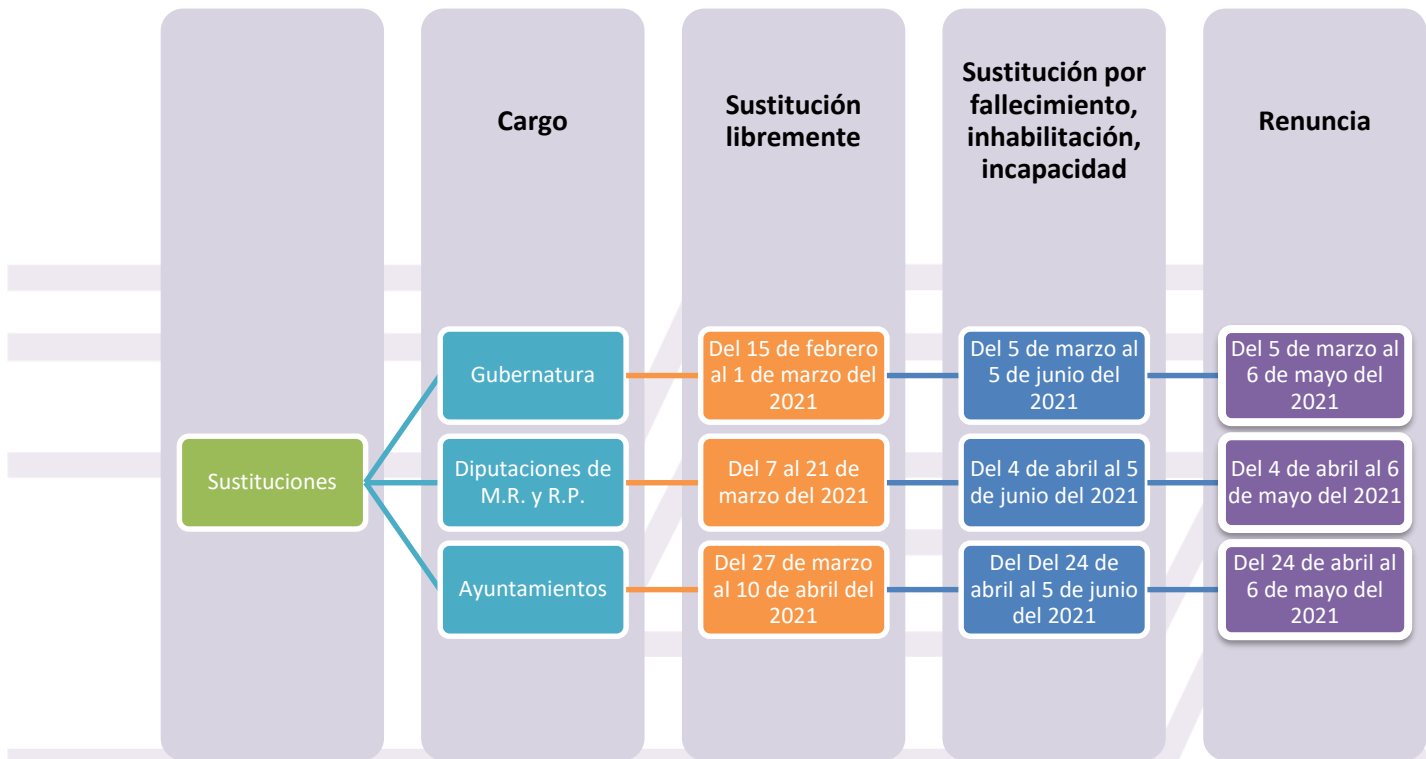 Cargo
Sustitución
libremente
Sustitución por
fallecimiento,
inhabilitación,
incapacidad
Renuncia
Sustituciones
Gubernatura
Del 15 de febrero
al 1 de marzo del
2021
Del 5 de marzo al
5 de junio del
2021
Del 5 de marzo al
6 de mayo del
2021
Diputaciones de
M.R. y R.P.
Del 7 al 21 de
marzo del 2021
Del 4 de abril al 5
de junio del 2021
Del 4 de abril al 6
de mayo del 2021
Ayuntamientos
Del 27 de marzo
al 10 de abril del
2021
Del Del 24 de
abril al 5 de junio
del 2021
Del 24 de abril al
6 de mayo del
2021